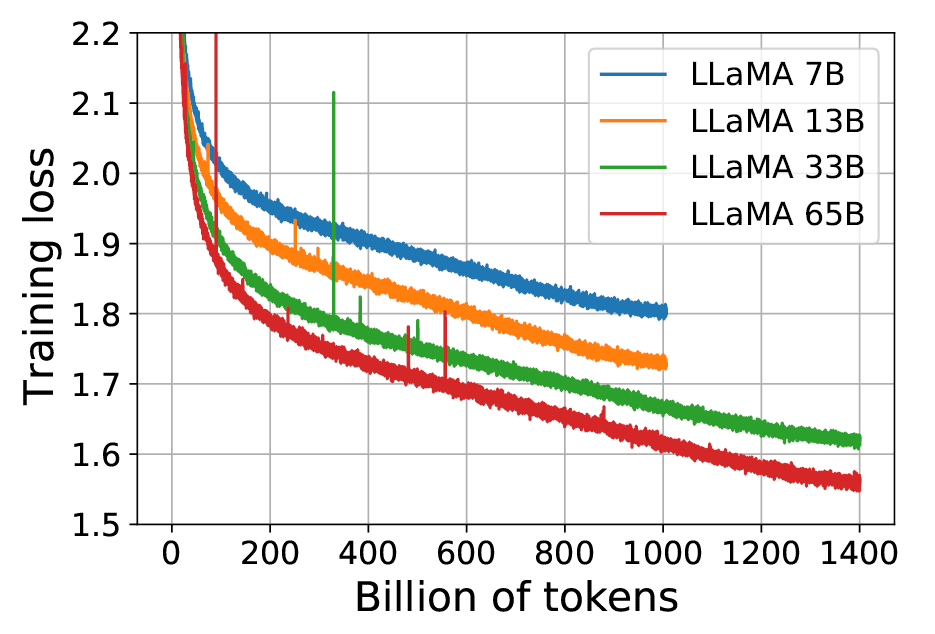 2.2
2.1
2.0
1.9
1.8
1.7
1.6
1.5
Training loss
LLaMA 7B
LLaMA 13B
LLaMA 33B
LLaMA 65B
0 200 400 600 800 1000 1200 1400
Billion of tokens